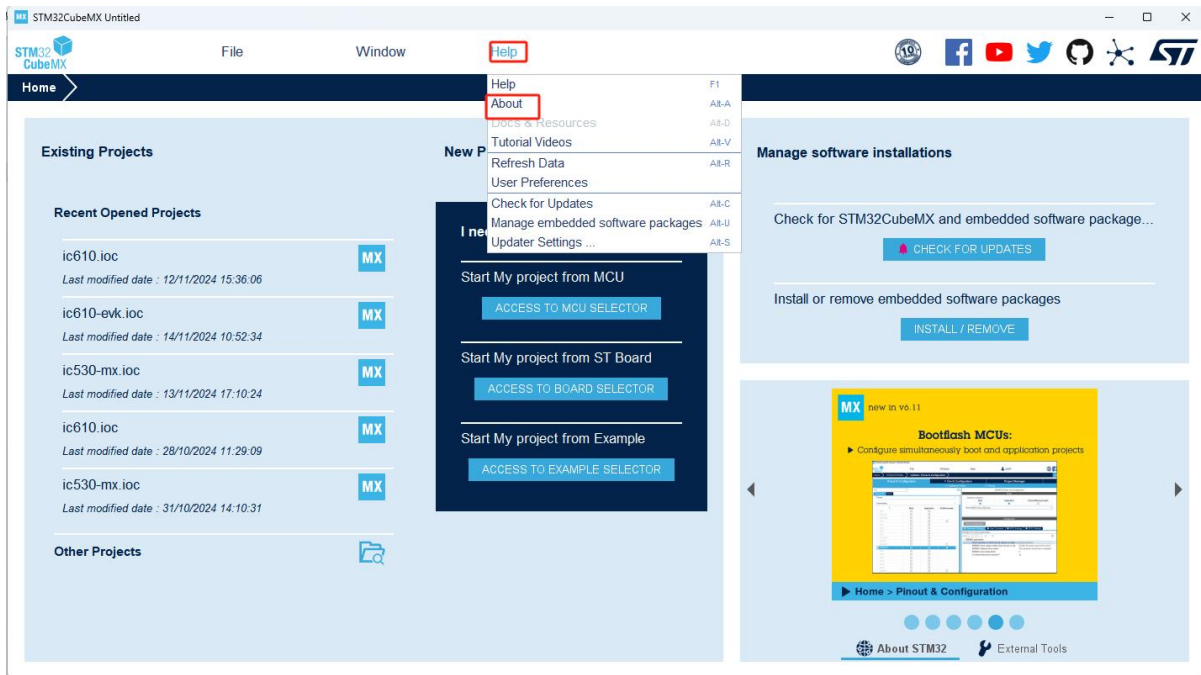 MX STM32CubeMX Untitled
STM32
CubeMX
File
Window
Help
10
Home
Help F1
About Alt-A
Docs & Resources Alt-D
Tutorial Videos Alt-V
Refresh Data Alt-R
User Preferences
Check for Updates Alt-C
Manage embedded software packages Alt-U
Updater Settings ... Alt-S
Existing Projects
Recent Opened Projects
ic610.ioc
MX
Last modified date : 12/11/2024 15:36:06
ic610-evk.ioc
MX
Last modified date : 14/11/2024 10:52:34
ic530-mx.ioc
MX
Last modified date : 13/11/2024 17:10:24
ic610.ioc
MX
Last modified date : 28/10/2024 11:29:09
ic530-mx.ioc
MX
Last modified date : 31/10/2024 14:10:31
Other Projects
New P
I nee
Start My project from MCU
ACCESS TO MCU SELECTOR
Start My project from ST Board
ACCESS TO BOARD SELECTOR
Start My project from Example
ACCESS TO EXAMPLE SELECTOR
Manage software installations
Check for STM32CubeMX and embedded software package...
CHECK FOR UPDATES
Install or remove embedded software packages
INSTALL / REMOVE
MX new in v6.11
Bootflash MCUs:
Configure simultaneously boot and application projects
Home > Pinout & Configuration
About STM32
External Tools